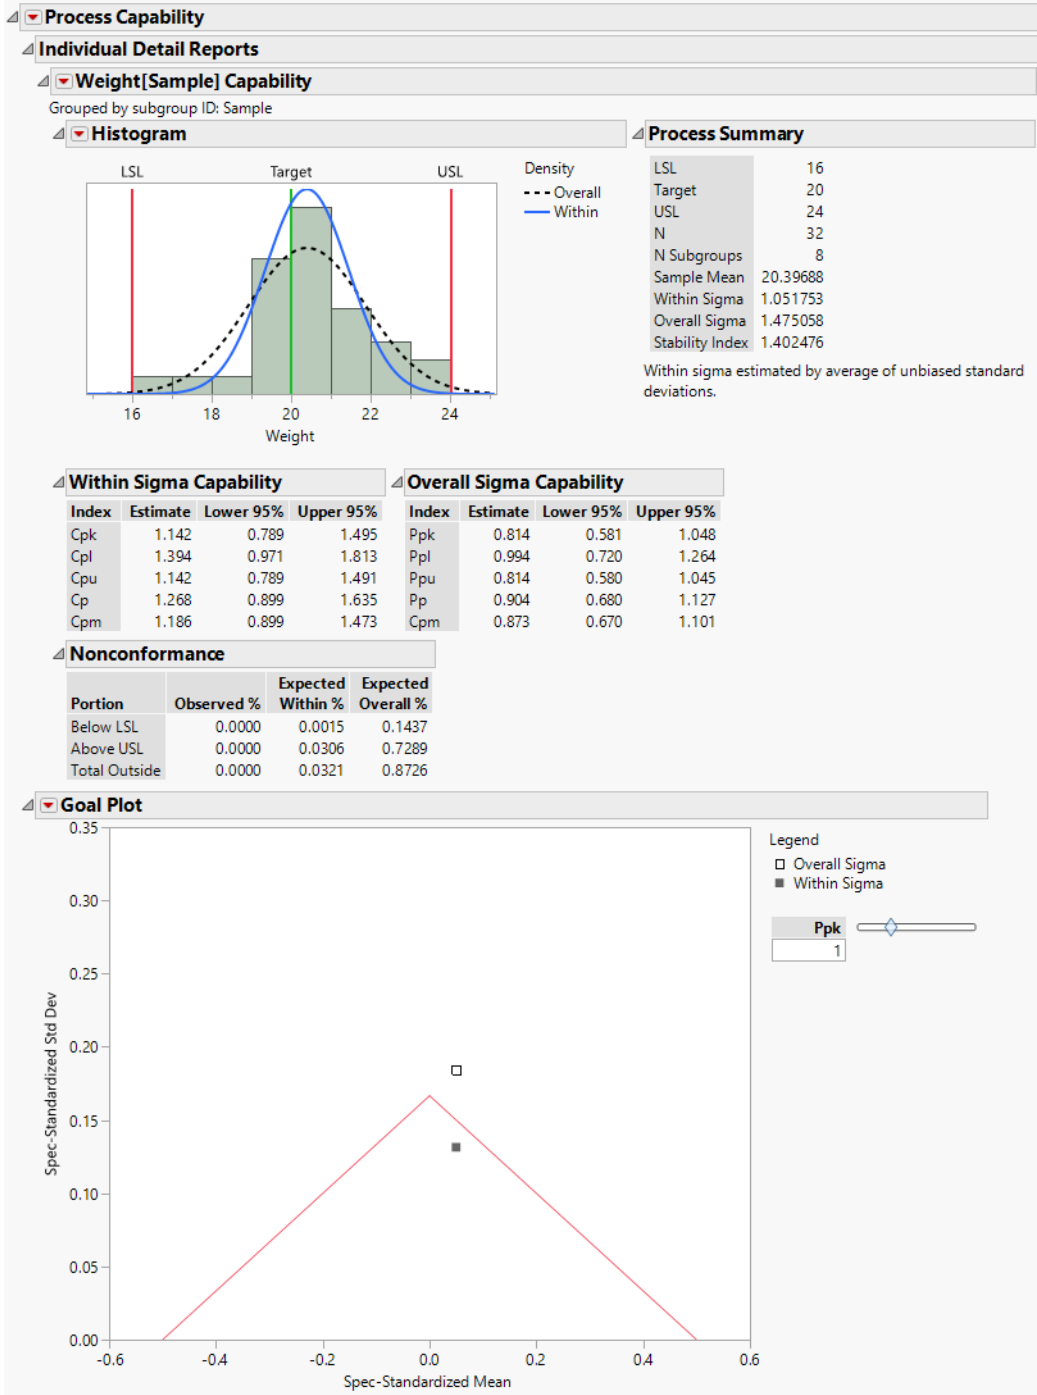 Process Capability
Individual Detail Reports
Weight[Sample] Capability
Grouped by subgroup ID: Sample
Histogram
LSL Target USL
16 18 20 22 24
Weight
Density
Overall
Within
Process Summary
LSL 16
Target 20
USL 24
N 32
N Subgroups 8
Sample Mean 20.39688
Within Sigma 1.051753
Overall Sigma 1.475058
Stability Index 1.402476
Within sigma estimated by average of unbiased standard
deviations.
Within Sigma Capability
Index Estimate Lower 95% Upper 95%
Cpk 1.142 0.789 1.495
Cpl 1.394 0.971 1.813
Cpu 1.142 0.789 1.491
Cp 1.268 0.899 1.635
Cpm 1.186 0.899 1.473
Overall Sigma Capability
Index Estimate Lower 95% Upper 95%
Ppk 0.814 0.581 1.048
Ppl 0.994 0.720 1.264
Ppu 0.814 0.580 1.045
Pp 0.904 0.680 1.127
Cpm 0.873 0.670 1.101
Nonconformance
Expected Expected
Portion Observed % Within % Overall %
Below LSL 0.0000 0.0015 0.1437
Above USL 0.0000 0.0306 0.7289
Total Outside 0.0000 0.0321 0.8726
Goal Plot
0.35
0.30
0.25
0.20
0.15
0.10
0.05
0.00
Spec-Standardized Std Dev
-0.6 -0.4 -0.2 0.0 0.2 0.4 0.6
Spec-Standardized Mean
Legend
Overall Sigma
Within Sigma
Ppk
1